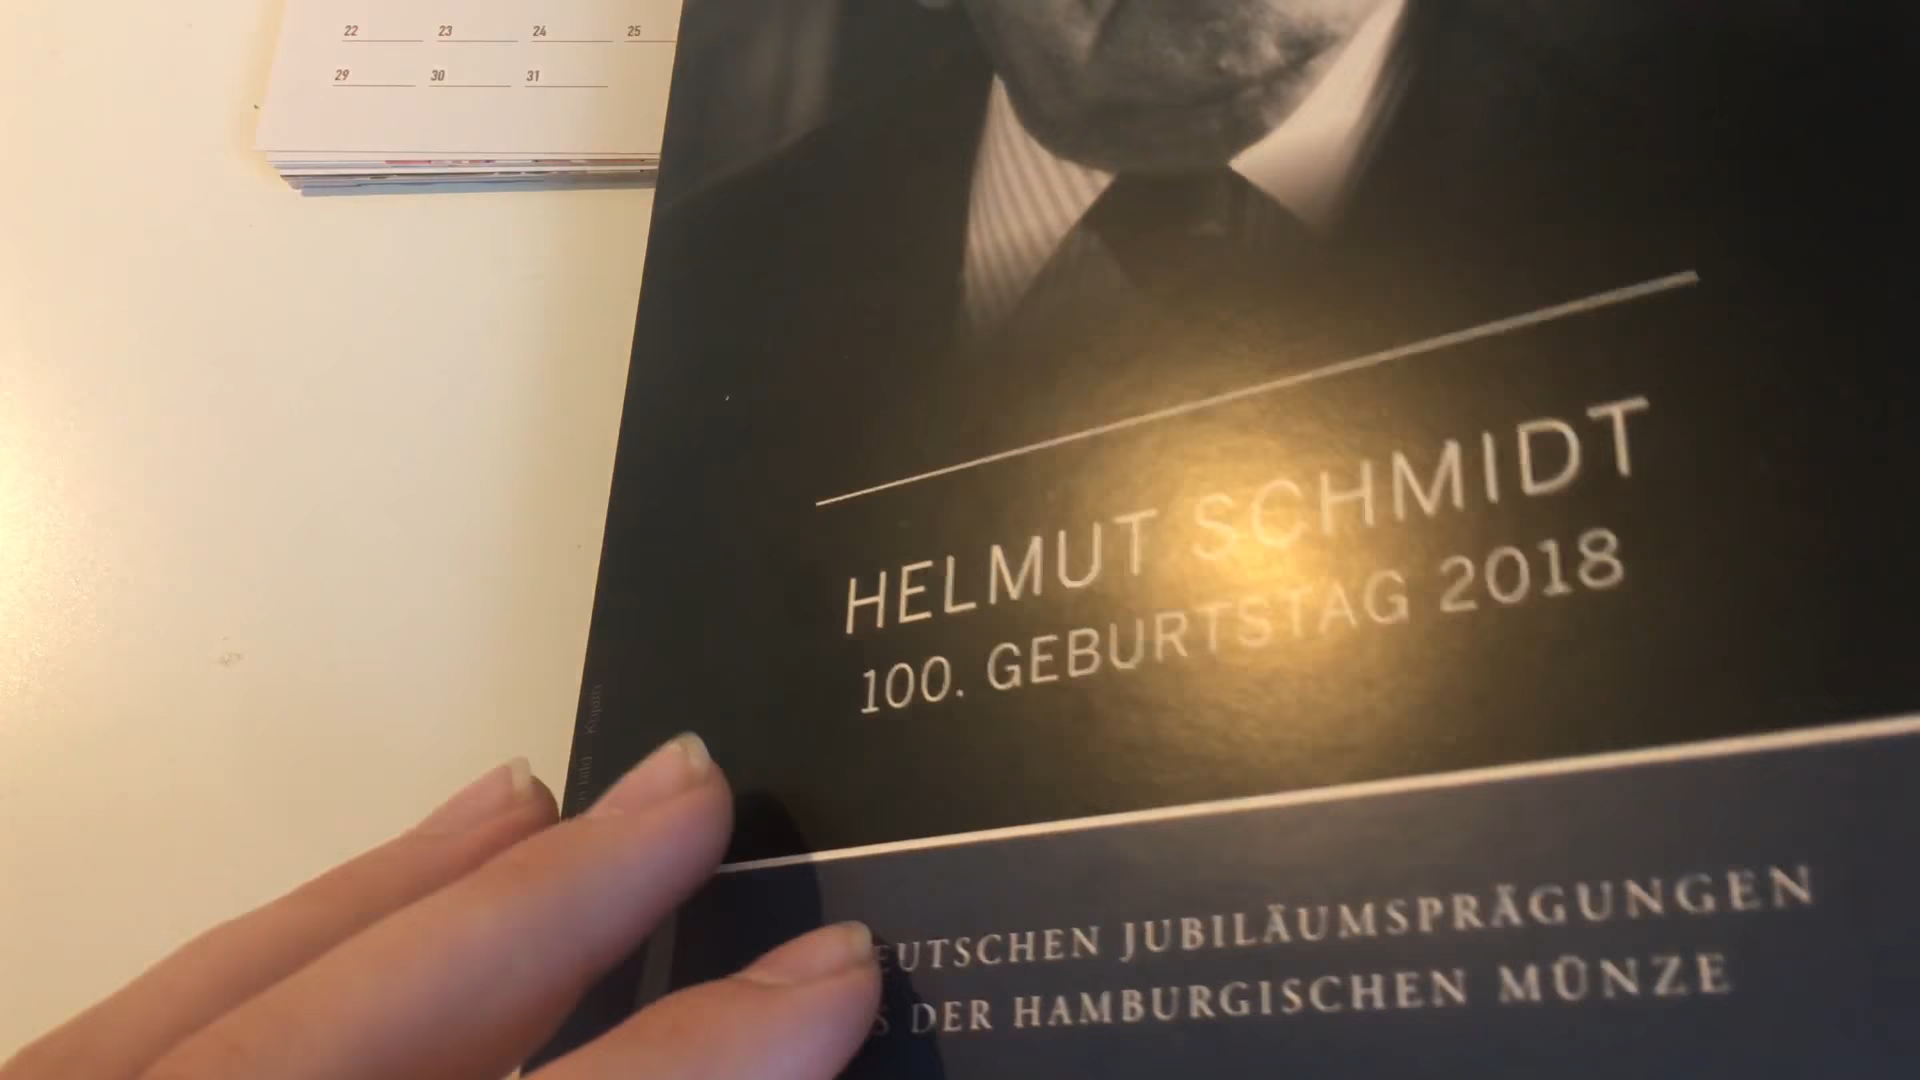 22 23 24 25
29 30 31
HELMUT SCHMIDT
100. GEBURTSTAG 2018
EUTSCHEN JUBILÄUMSPRÄGUNGEN
S DER HAMBURGISCHEN MÜNZE